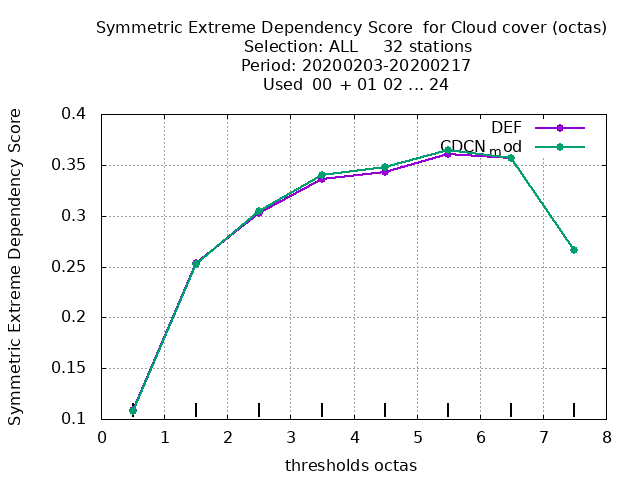 Symmetric Extreme Dependency Score  for Cloud cover (octas)
Selection: ALL     32 stations
Period: 20200203-20200217
Used  00 + 01 02 ... 24
Symmetric Extreme Dependency Score
0.4
0.35
0.3
0.25
0.2
0.15
0.1
DEF
CDCN_mod
0 1 2 3 4 5 6 7 8
thresholds octas